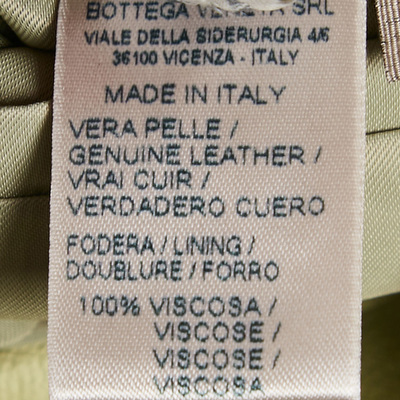 BOTTEGA VENETA SRL
VIALE DELLA SIDERURGIA 4/6
36100 VICENZA - ITALY
MADE IN ITALY
VERA PELLE /
GENUINE LEATHER /
VRAI CUIR /
VERDADERO CUERO
FODERA / LINING /
DOUBLURE / FORRO
100% VISCOSA /
VISCOSE /
VISCOSE /
VISCOSA